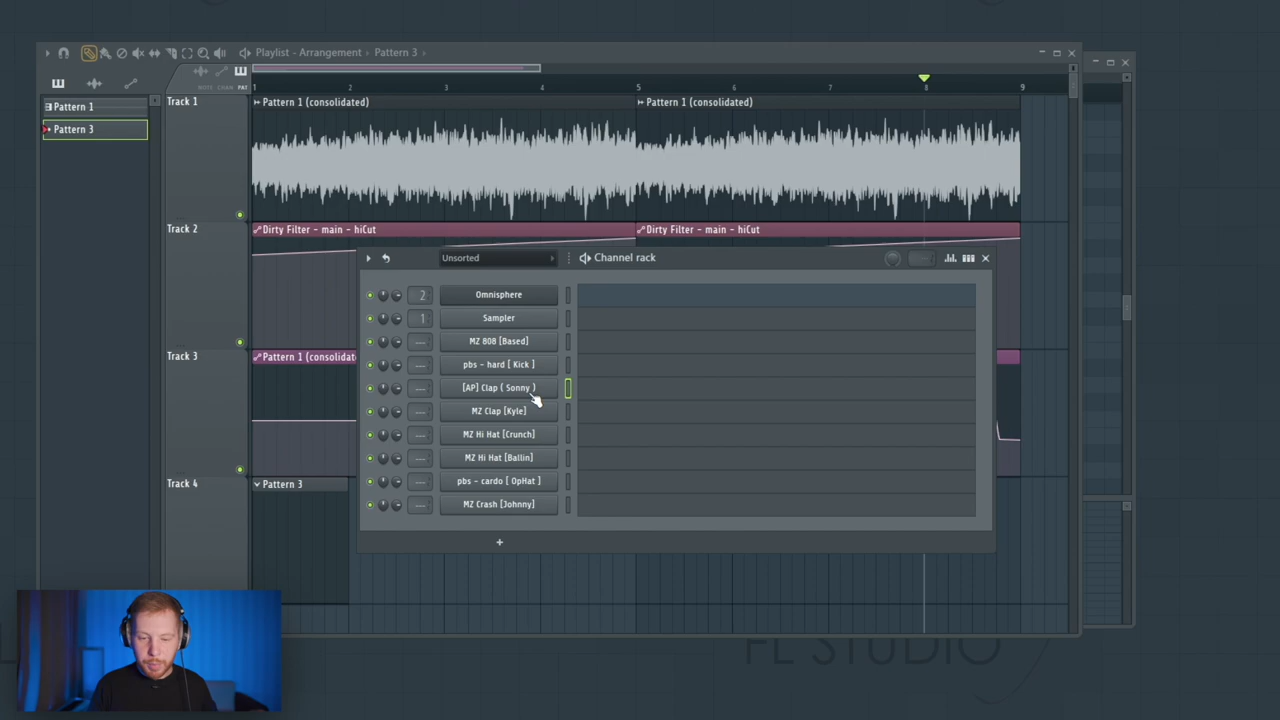 Playlist - Arrangement › Pattern 3 ›
NOTE CHAN PAT
1 2 3 4 5 6 7 8 9
Pattern 1
Pattern 3
Track 1
Pattern 1 (consolidated)
Pattern 1 (consolidated)
Track 2
Dirty Filter - main - hiCut
Dirty Filter - main - hiCut
Unsorted
Channel rack
2 Omnisphere
1 Sampler
--- MZ 808 [Based]
--- pbs - hard [ Kick ]
--- [AP] Clap ( Sonny )
--- MZ Clap [Kyle]
--- MZ Hi Hat [Crunch]
--- MZ Hi Hat [Ballin]
--- pbs - cardo [ OpHat ]
--- MZ Crash [Johnny]
+
Track 3
Pattern 1 (consolidat
Track 4
Pattern 3
FL STUDIO